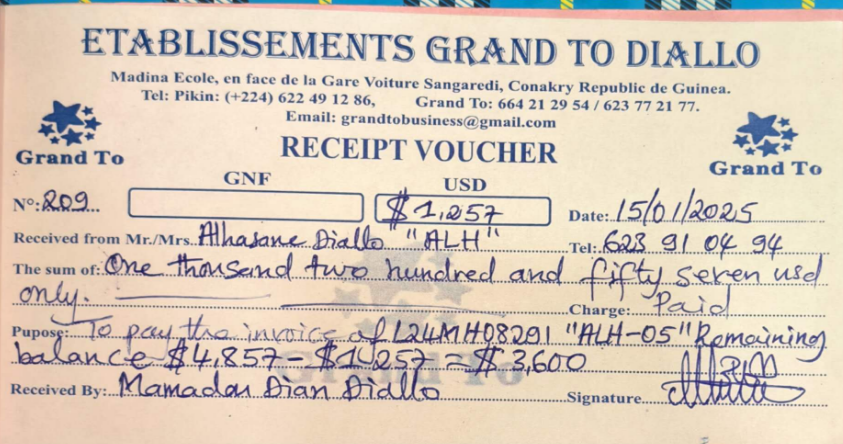 ETABLISSEMENTS GRAND TO DIALLO
Madina Ecole, en face de la Gare Voiture Sangaredi, Conakry Republic de Guinea.
Tel: Pikin: (+224) 622 49 12 86, Grand To: 664 21 29 54 / 623 77 21 77.
Email: grandtobusiness@gmail.com
Grand To RECEIPT VOUCHER Grand To
GNF USD
N°: 209 $1,257 Date: 15/01/2025
Received from Mr./Mrs. Alhasane Diallo "ALH" Tel: 623 91 04 94
The sum of: One thousand two hundred and fifty seven usd
only. Charge: Paid
Pupose: To pay the invoice of L24MH08291 "ALH-05" Remaining
balance $4,857 - $1,257 = $3,600
Received By: Mamadou Dian Diallo Signature